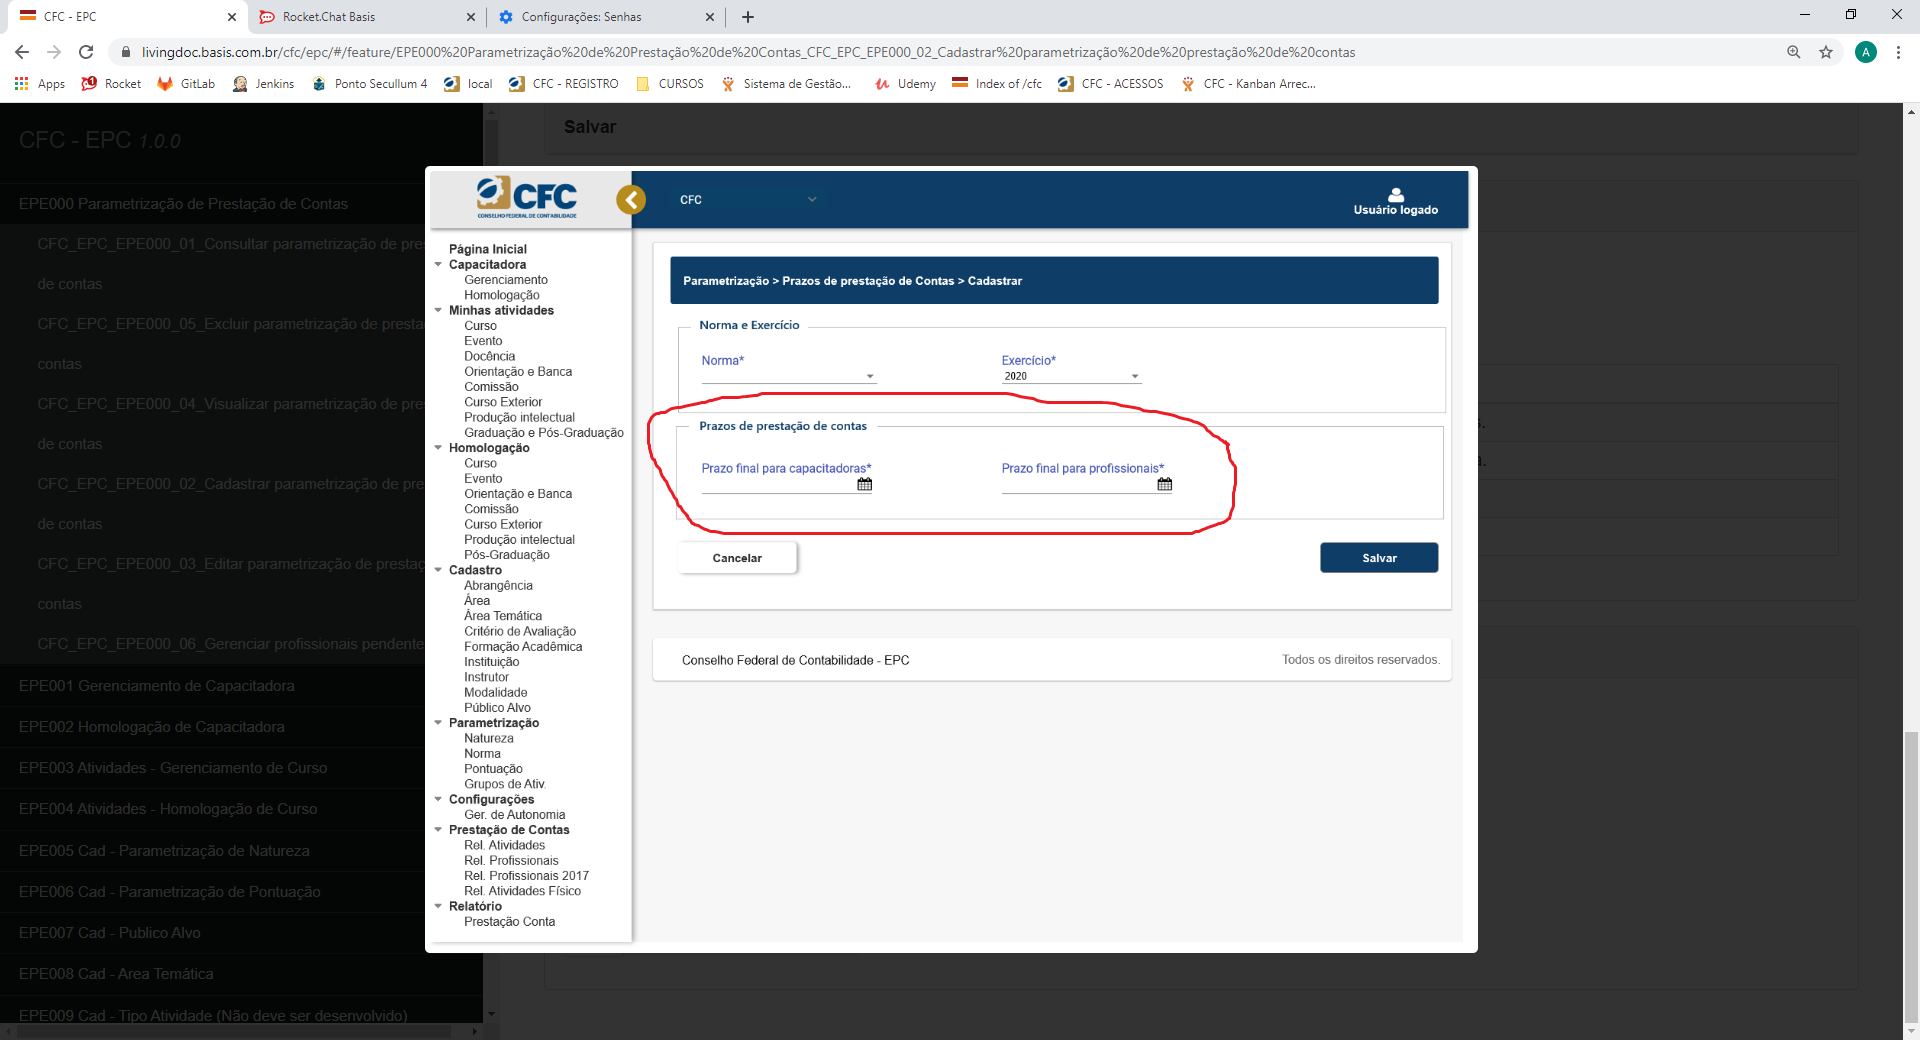 CFC - EPC
Rocket.Chat Basis
Configurações: Senhas
livingdoc.basis.com.br/cfc/epc/#/feature/EPE000%20Parametrização%20de%20Prestação%20de%20Contas_CFC_EPC_EPE000_02_Cadastrar%20parametrização%20de%20prestação%20de%20contas
A
Apps
1
Rocket
GitLab
Jenkins
Ponto Secullum 4
local
CFC - REGISTRO
CURSOS
Sistema de Gestão...
Udemy
Index of /cfc
CFC - ACESSOS
CFC - Kanban Arrec...
CFC - EPC 1.0.0
EPE000 Parametrização de Prestação de Contas
CFC_EPC_EPE000_01_Consultar parametrização de pre
de contas
CFC_EPC_EPE000_05_Excluir parametrização de presta
contas
CFC_EPC_EPE000_04_Visualizar parametrização de pre
de contas
CFC_EPC_EPE000_02_Cadastrar parametrização de pre
de contas
CFC_EPC_EPE000_03_Editar parametrização de prestaç
contas
CFC_EPC_EPE000_06_Gerenciar profissionais pendente
EPE001 Gerenciamento de Capacitadora
EPE002 Homologação de Capacitadora
EPE003 Atividades - Gerenciamento de Curso
EPE004 Atividades - Homologação de Curso
EPE005 Cad - Parametrização de Natureza
EPE006 Cad - Parametrização de Pontuação
EPE007 Cad - Publico Alvo
EPE008 Cad - Area Temática
EPE009 Cad - Tipo Atividade (Não deve ser desenvolvido)
Salvar
CFC
CONSELHO FEDERAL DE CONTABILIDADE
CFC
Usuário logado
Página Inicial
Capacitadora
Gerenciamento
Homologação
Minhas atividades
Curso
Evento
Docência
Orientação e Banca
Comissão
Curso Exterior
Produção intelectual
Graduação e Pós-Graduação
Homologação
Curso
Evento
Orientação e Banca
Comissão
Curso Exterior
Produção intelectual
Pós-Graduação
Cadastro
Abrangência
Área
Área Temática
Critério de Avaliação
Formação Acadêmica
Instituição
Instrutor
Modalidade
Público Alvo
Parametrização
Natureza
Norma
Pontuação
Grupos de Ativ.
Configurações
Ger. de Autonomia
Prestação de Contas
Rel. Atividades
Rel. Profissionais
Rel. Profissionais 2017
Rel. Atividades Físico
Relatório
Prestação Conta
Parametrização > Prazos de prestação de Contas > Cadastrar
Norma e Exercício
Norma*
Exercício*
2020
Prazos de prestação de contas
Prazo final para capacitadoras*
Prazo final para profissionais*
Cancelar
Salvar
Conselho Federal de Contabilidade - EPC
Todos os direitos reservados.